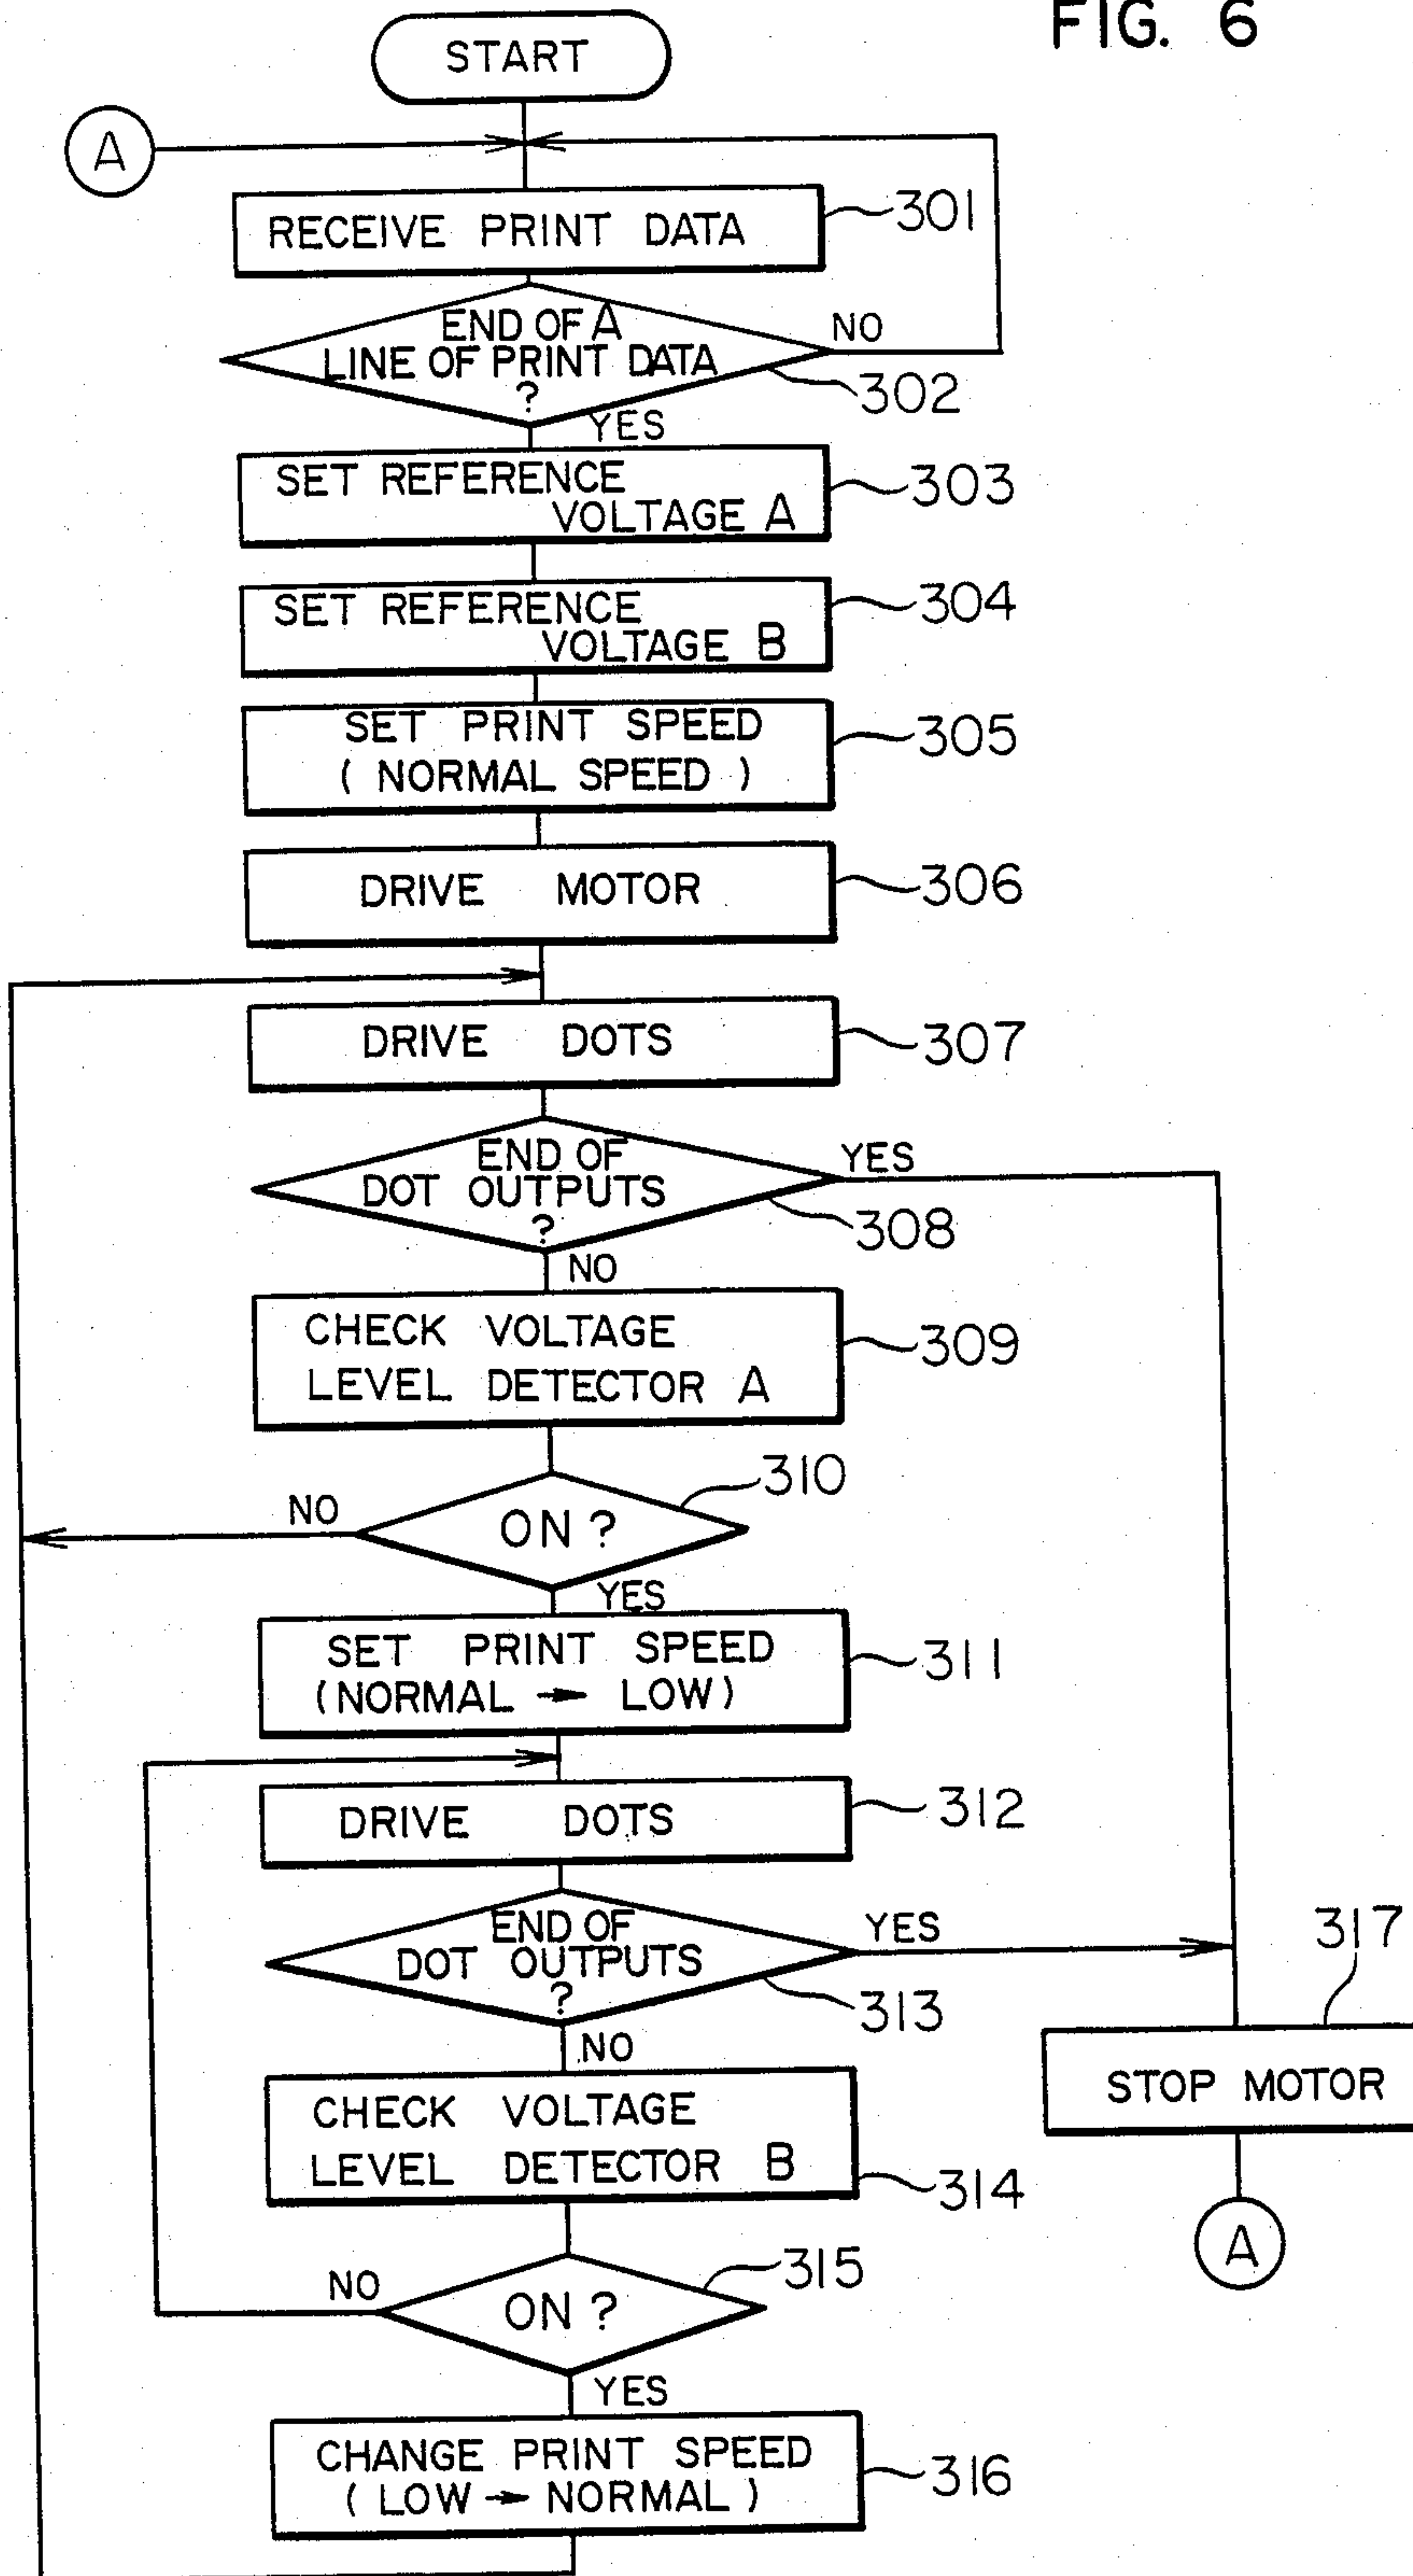 FIG. 6
START
A
RECEIVE PRINT DATA
301
END OF A
LINE OF PRINT DATA
?
NO
302
YES
SET REFERENCE
VOLTAGE A
303
SET REFERENCE
VOLTAGE B
304
SET PRINT SPEED
( NORMAL SPEED )
305
DRIVE MOTOR
306
DRIVE DOTS
307
END OF
DOT OUTPUTS
?
YES
308
NO
CHECK VOLTAGE
LEVEL DETECTOR A
309
310
NO
ON ?
YES
SET PRINT SPEED
(NORMAL → LOW)
311
DRIVE DOTS
312
END OF
DOT OUTPUTS
?
YES
313
317
NO
STOP MOTOR
CHECK VOLTAGE
LEVEL DETECTOR B
314
A
315
NO
ON ?
YES
CHANGE PRINT SPEED
( LOW → NORMAL )
316